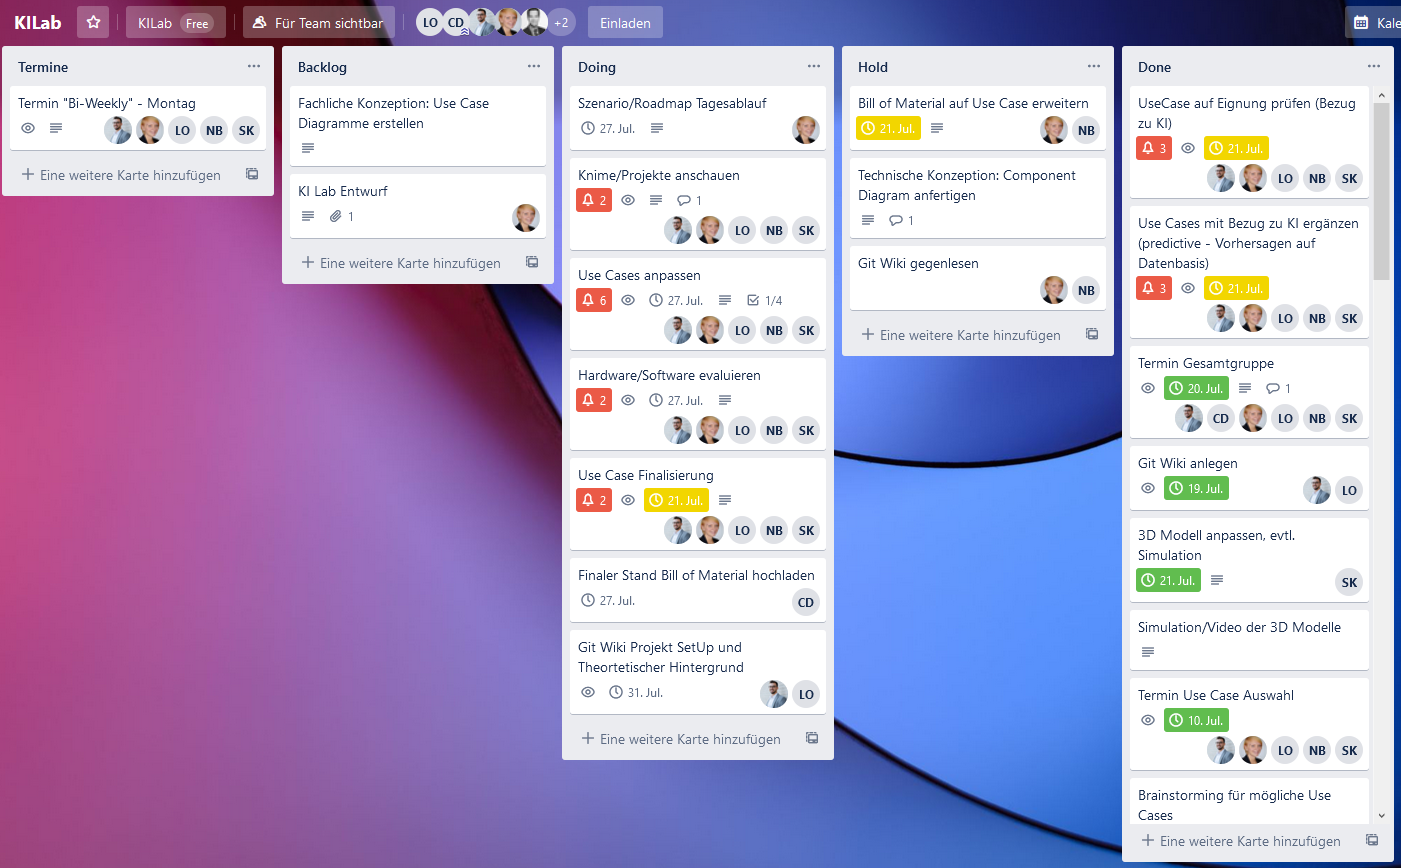 KILab
KILab Free
Für Team sichtbar
LO CD +2
Einladen
Kale
Termine
Termin "Bi-Weekly" - Montag
LO NB SK
Eine weitere Karte hinzufügen
Backlog
Fachliche Konzeption: Use Case
Diagramme erstellen
KI Lab Entwurf
1
Eine weitere Karte hinzufügen
Doing
Szenario/Roadmap Tagesablauf
27. Jul.
Knime/Projekte anschauen
2 1
LO NB SK
Use Cases anpassen
6 27. Jul. 1/4
LO NB SK
Hardware/Software evaluieren
2 27. Jul.
LO NB SK
Use Case Finalisierung
2 21. Jul.
LO NB SK
Finaler Stand Bill of Material hochladen
27. Jul. CD
Git Wiki Projekt SetUp und
Theortetischer Hintergrund
31. Jul. LO
Eine weitere Karte hinzufügen
Hold
Bill of Material auf Use Case erweitern
21. Jul. NB
Technische Konzeption: Component
Diagram anfertigen
1
Git Wiki gegenlesen
NB
Eine weitere Karte hinzufügen
Done
UseCase auf Eignung prüfen (Bezug
zu KI)
3 21. Jul.
LO NB SK
Use Cases mit Bezug zu KI ergänzen
(predictive - Vorhersagen auf
Datenbasis)
3 21. Jul.
LO NB SK
Termin Gesamtgruppe
20. Jul. 1
CD LO NB SK
Git Wiki anlegen
19. Jul. LO
3D Modell anpassen, evtl.
Simulation
21. Jul. SK
Simulation/Video der 3D Modelle
Termin Use Case Auswahl
10. Jul.
LO NB SK
Brainstorming für mögliche Use
Cases
Eine weitere Karte hinzufügen